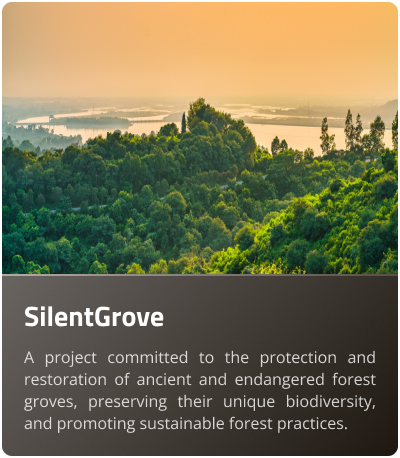 SilentGrove
A project committed to the protection and
restoration of ancient and endangered forest
groves, preserving their unique biodiversity,
and promoting sustainable forest practices.